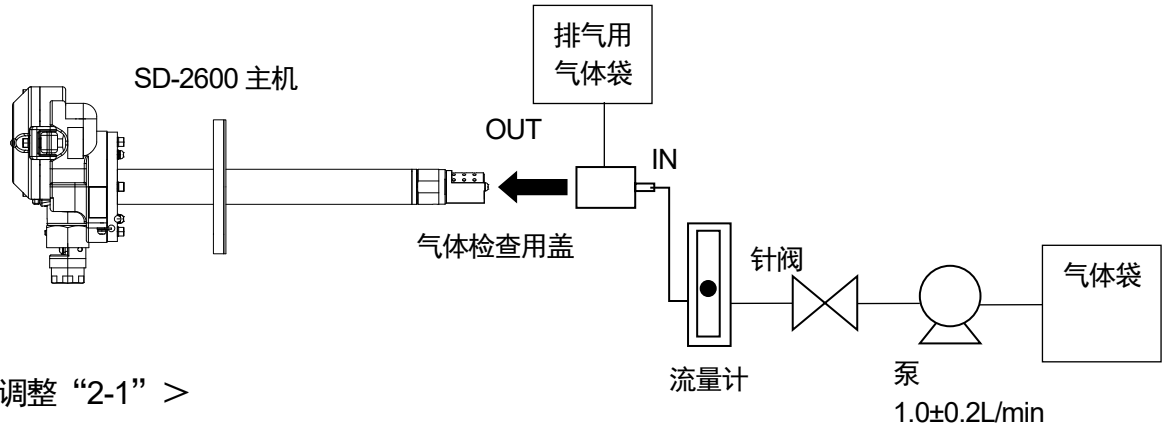 排气用
气体袋
SD-2600 主机
OUT
IN
气体检查用盖
针阀
气体袋
流量计
泵
1.0±0.2L/min
调整“2-1”＞